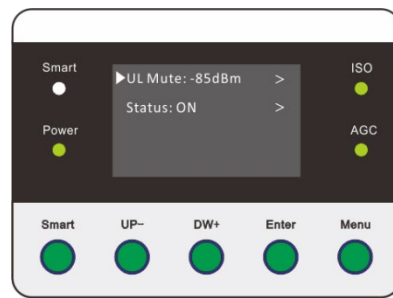 Smart
Power
▶UL Mute: -85dBm >
Status: ON >
ISO
AGC
Smart UP- DW+ Enter Menu